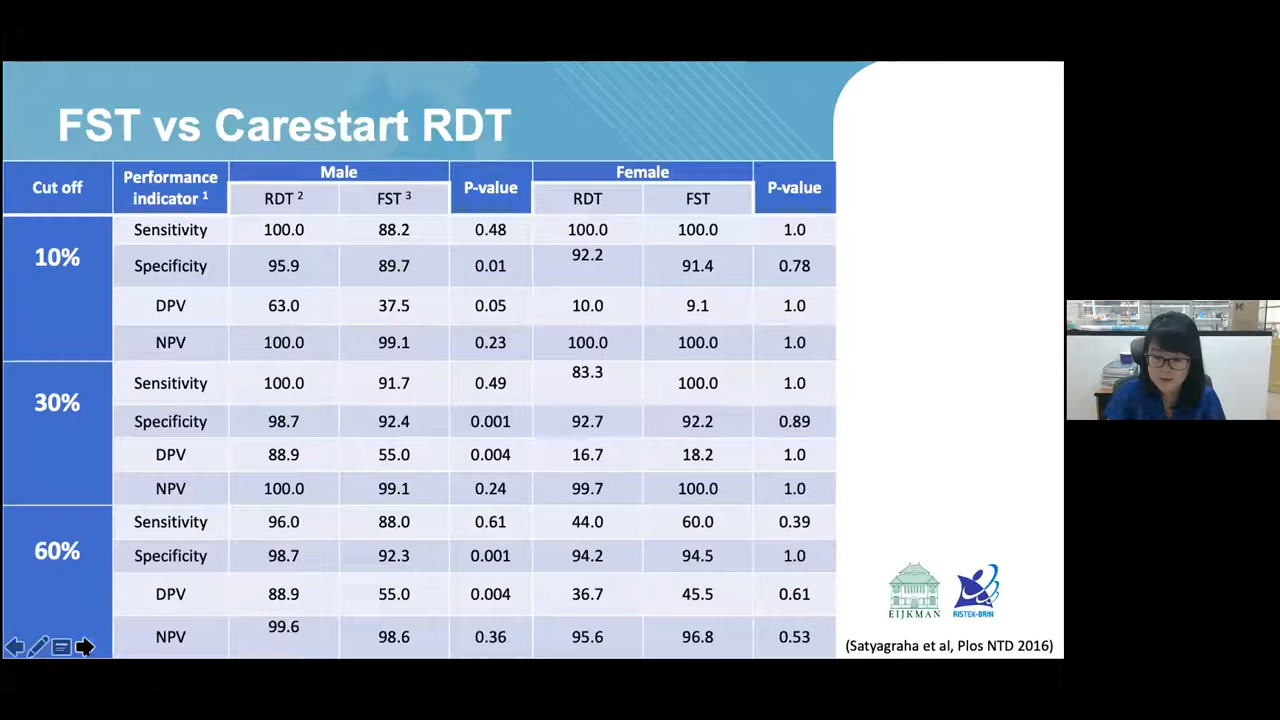 FST vs Carestart RDT
Cut off Performance indicator 1 Male P-value Female P-value
RDT 2 FST 3 RDT FST
10% Sensitivity 100.0 88.2 0.48 100.0 100.0 1.0
Specificity 95.9 89.7 0.01 92.2 91.4 0.78
DPV 63.0 37.5 0.05 10.0 9.1 1.0
NPV 100.0 99.1 0.23 100.0 100.0 1.0
30% Sensitivity 100.0 91.7 0.49 83.3 100.0 1.0
Specificity 98.7 92.4 0.001 92.7 92.2 0.89
DPV 88.9 55.0 0.004 16.7 18.2 1.0
NPV 100.0 99.1 0.24 99.7 100.0 1.0
60% Sensitivity 96.0 88.0 0.61 44.0 60.0 0.39
Specificity 98.7 92.3 0.001 94.2 94.5 1.0
DPV 88.9 55.0 0.004 36.7 45.5 0.61
NPV 99.6 98.6 0.36 95.6 96.8 0.53
EIJKMAN RISTEK-BRIN
(Satyagraha et al, Plos NTD 2016)